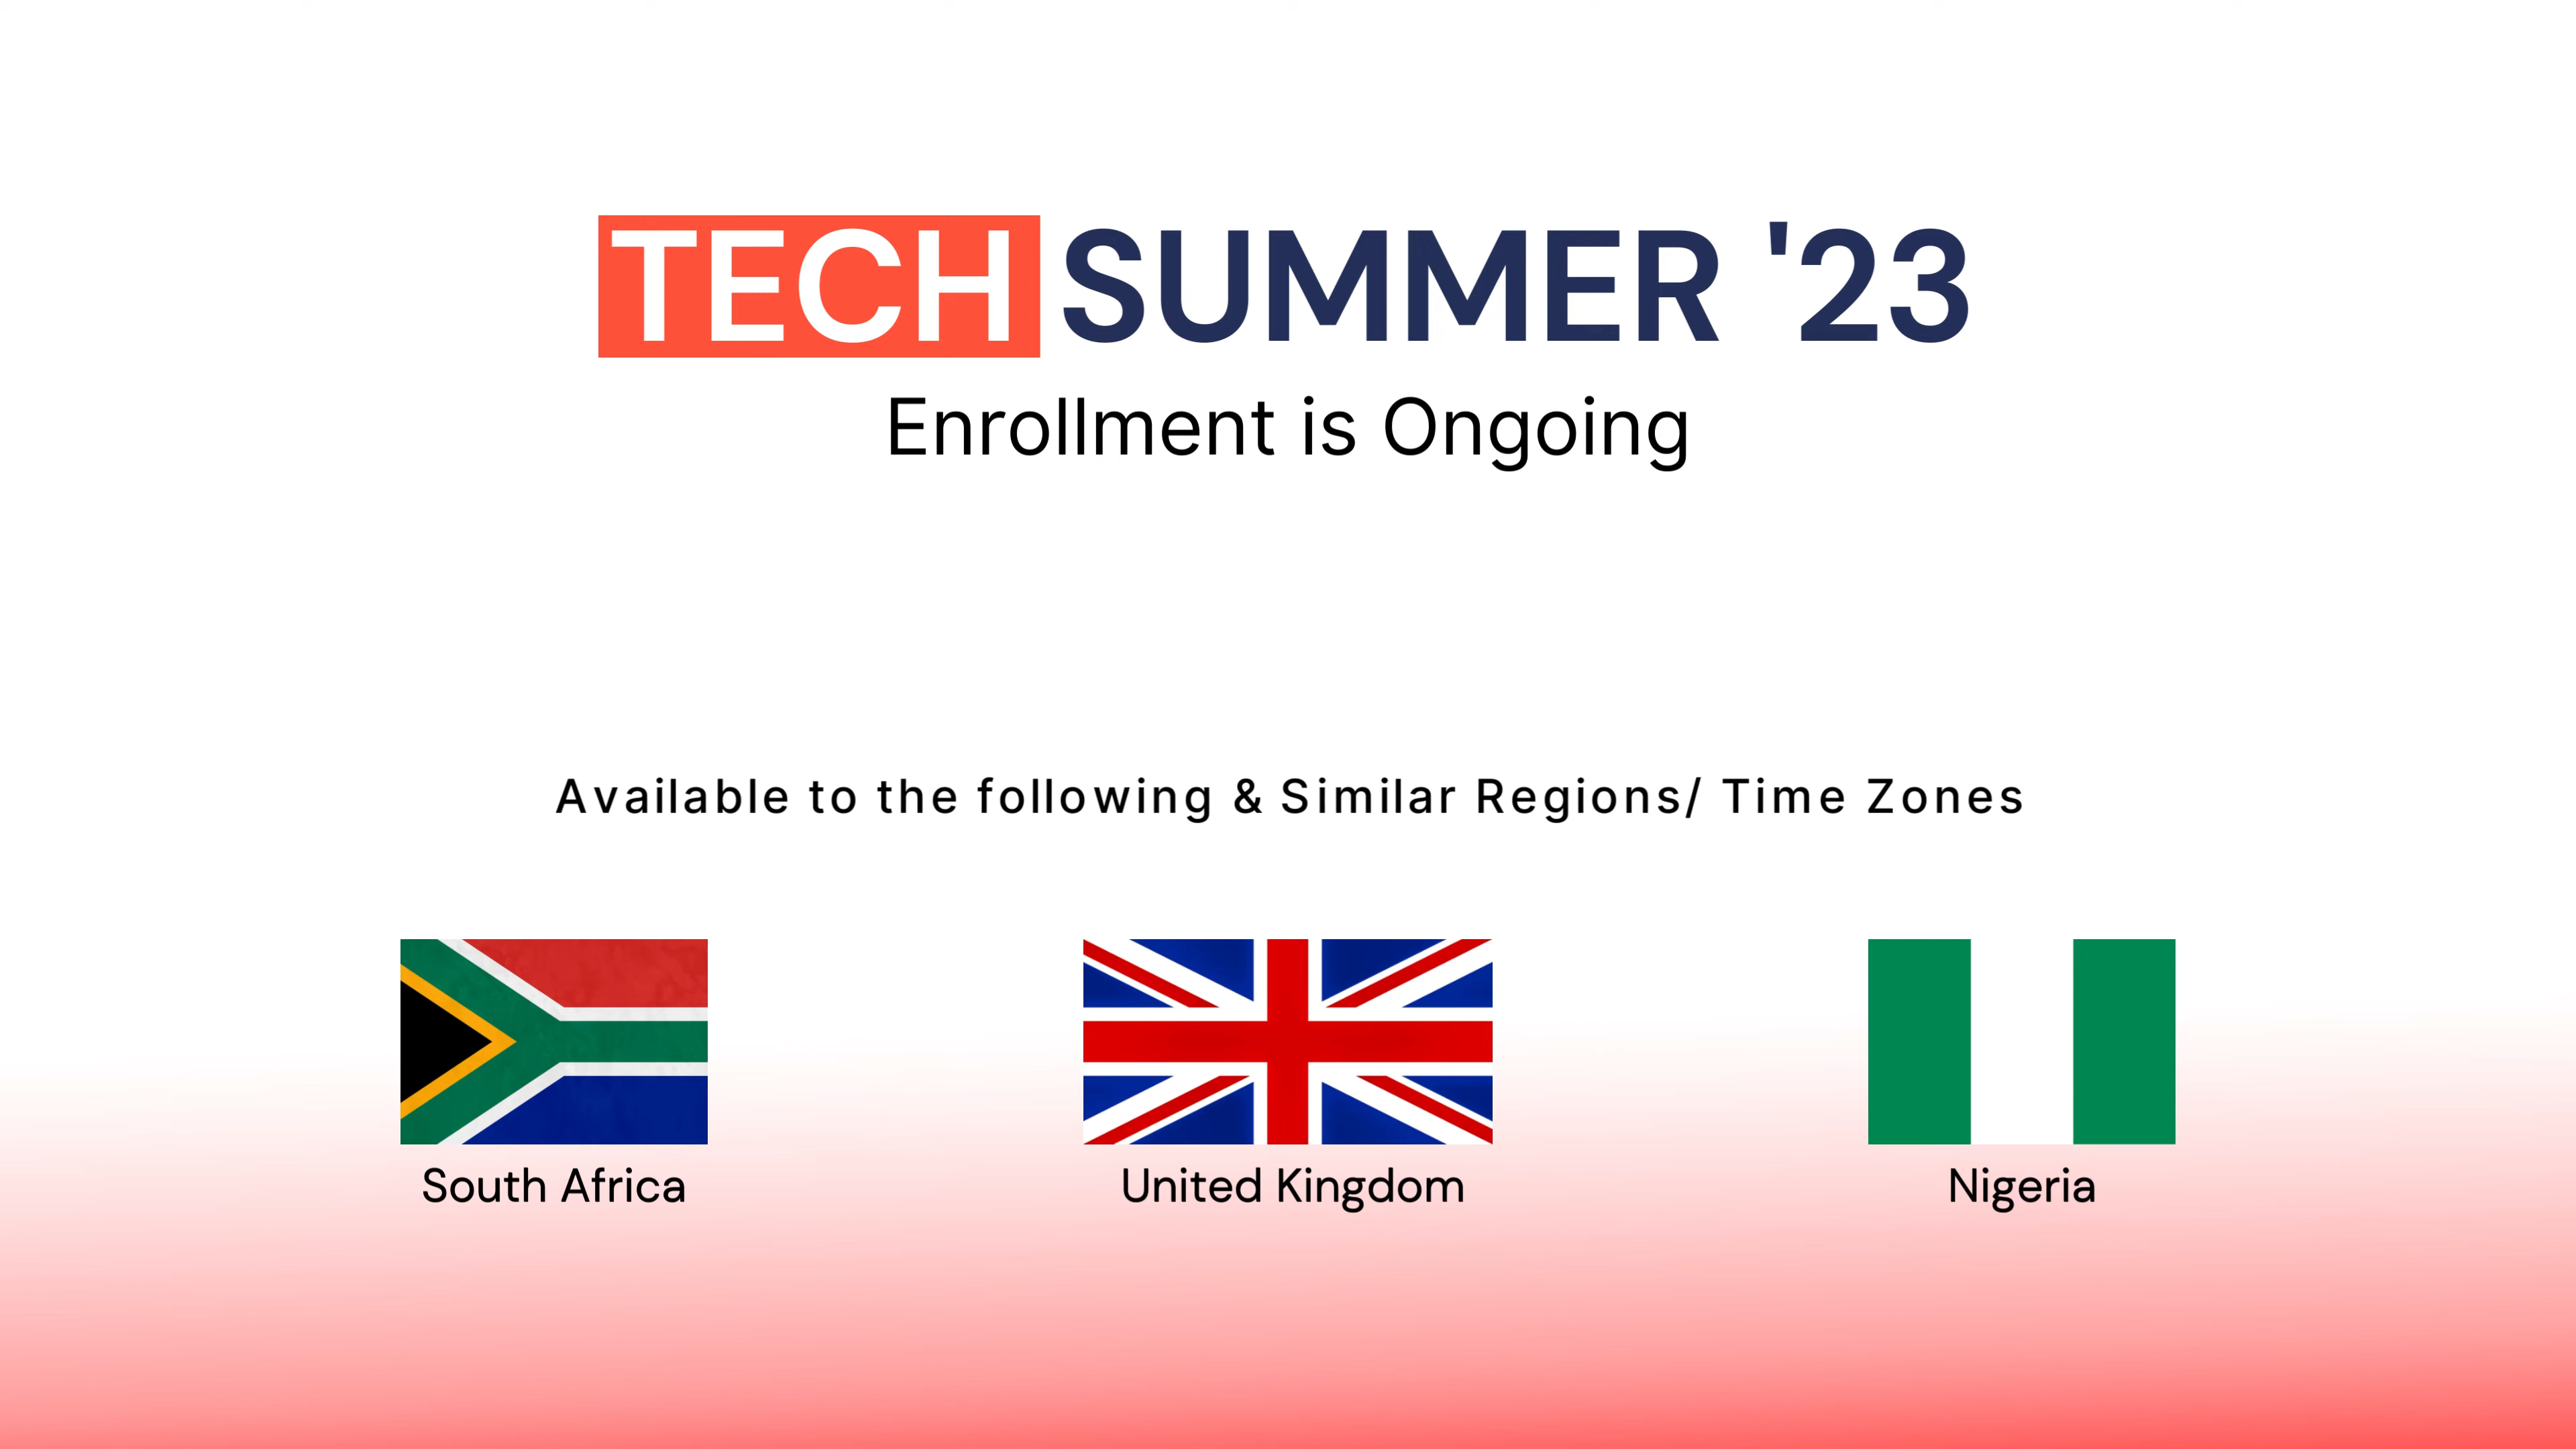 TECH SUMMER '23
Enrollment is Ongoing
Available to the following & Similar Regions/ Time Zones
South Africa
United Kingdom
Nigeria